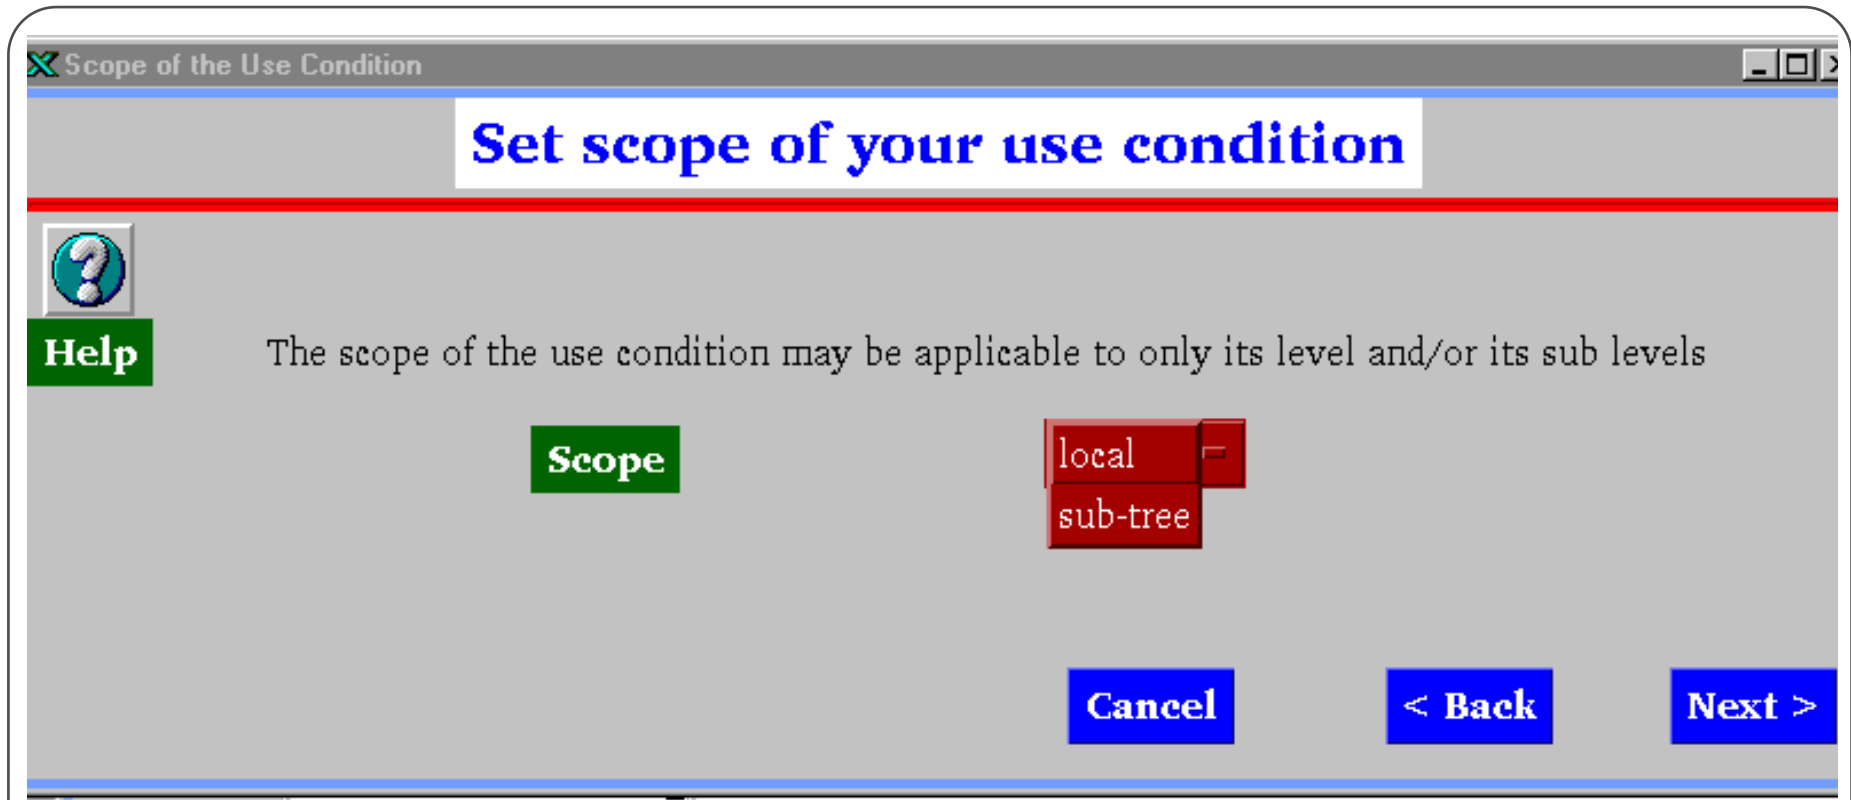 Scope of the Use Condition
Set scope of your use condition
Help
The scope of the use condition may be applicable to only its level and/or its sub levels
Scope
local
sub-tree
Cancel
< Back
Next >